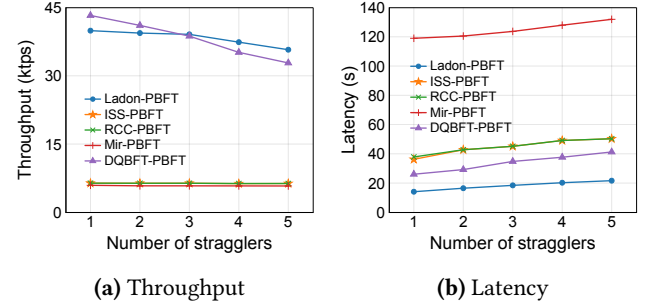 45
30
15
0
Throughput (ktps)
Ladon-PBFT
ISS-PBFT
RCC-PBFT
Mir-PBFT
DQBFT-PBFT
1 2 3 4 5
Number of stragglers
(a) Throughput
140
120
100
80
60
40
20
0
Latency (s)
Ladon-PBFT
ISS-PBFT
RCC-PBFT
Mir-PBFT
DQBFT-PBFT
1 2 3 4 5
Number of stragglers
(b) Latency